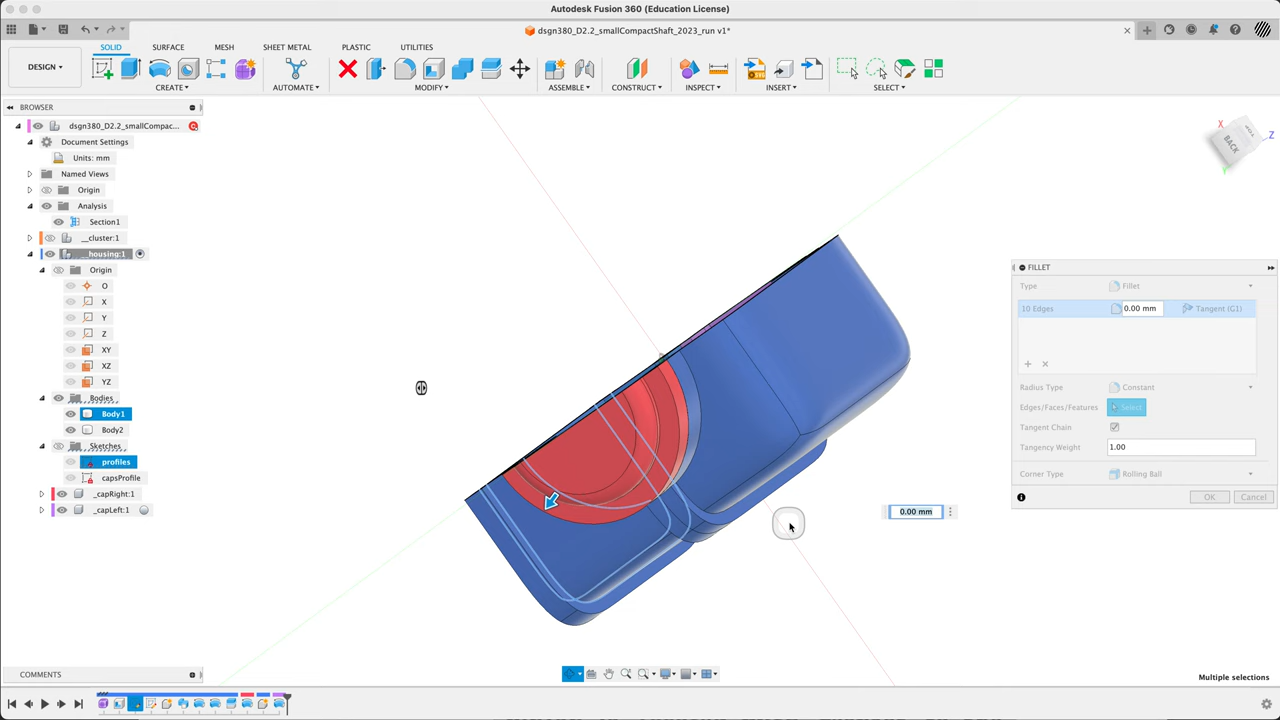 Autodesk Fusion 360 (Education License)
dsgn380_D2.2_smallCompactShaft_2023_run v1*
SOLID SURFACE MESH SHEET METAL PLASTIC UTILITIES
DESIGN
CREATE AUTOMATE MODIFY ASSEMBLE CONSTRUCT INSPECT INSERT SELECT
BROWSER
dsgn380_D2.2_smallCompac...
Document Settings
Units: mm
Named Views
Origin
Analysis
Section1
__cluster:1
__housing:1
Origin
O
X
Y
Z
XY
XZ
YZ
Bodies
Body1
Body2
Sketches
profiles
capsProfile
_capRight:1
_capLeft:1
X
Z
BACK
Y
FILLET
Type Fillet
10 Edges 0.00 mm Tangent (G1)
Radius Type Constant
Edges/Faces/Features Select
Tangent Chain
Tangency Weight 1.00
Corner Type Rolling Ball
OK Cancel
0.00 mm
COMMENTS
Multiple selections